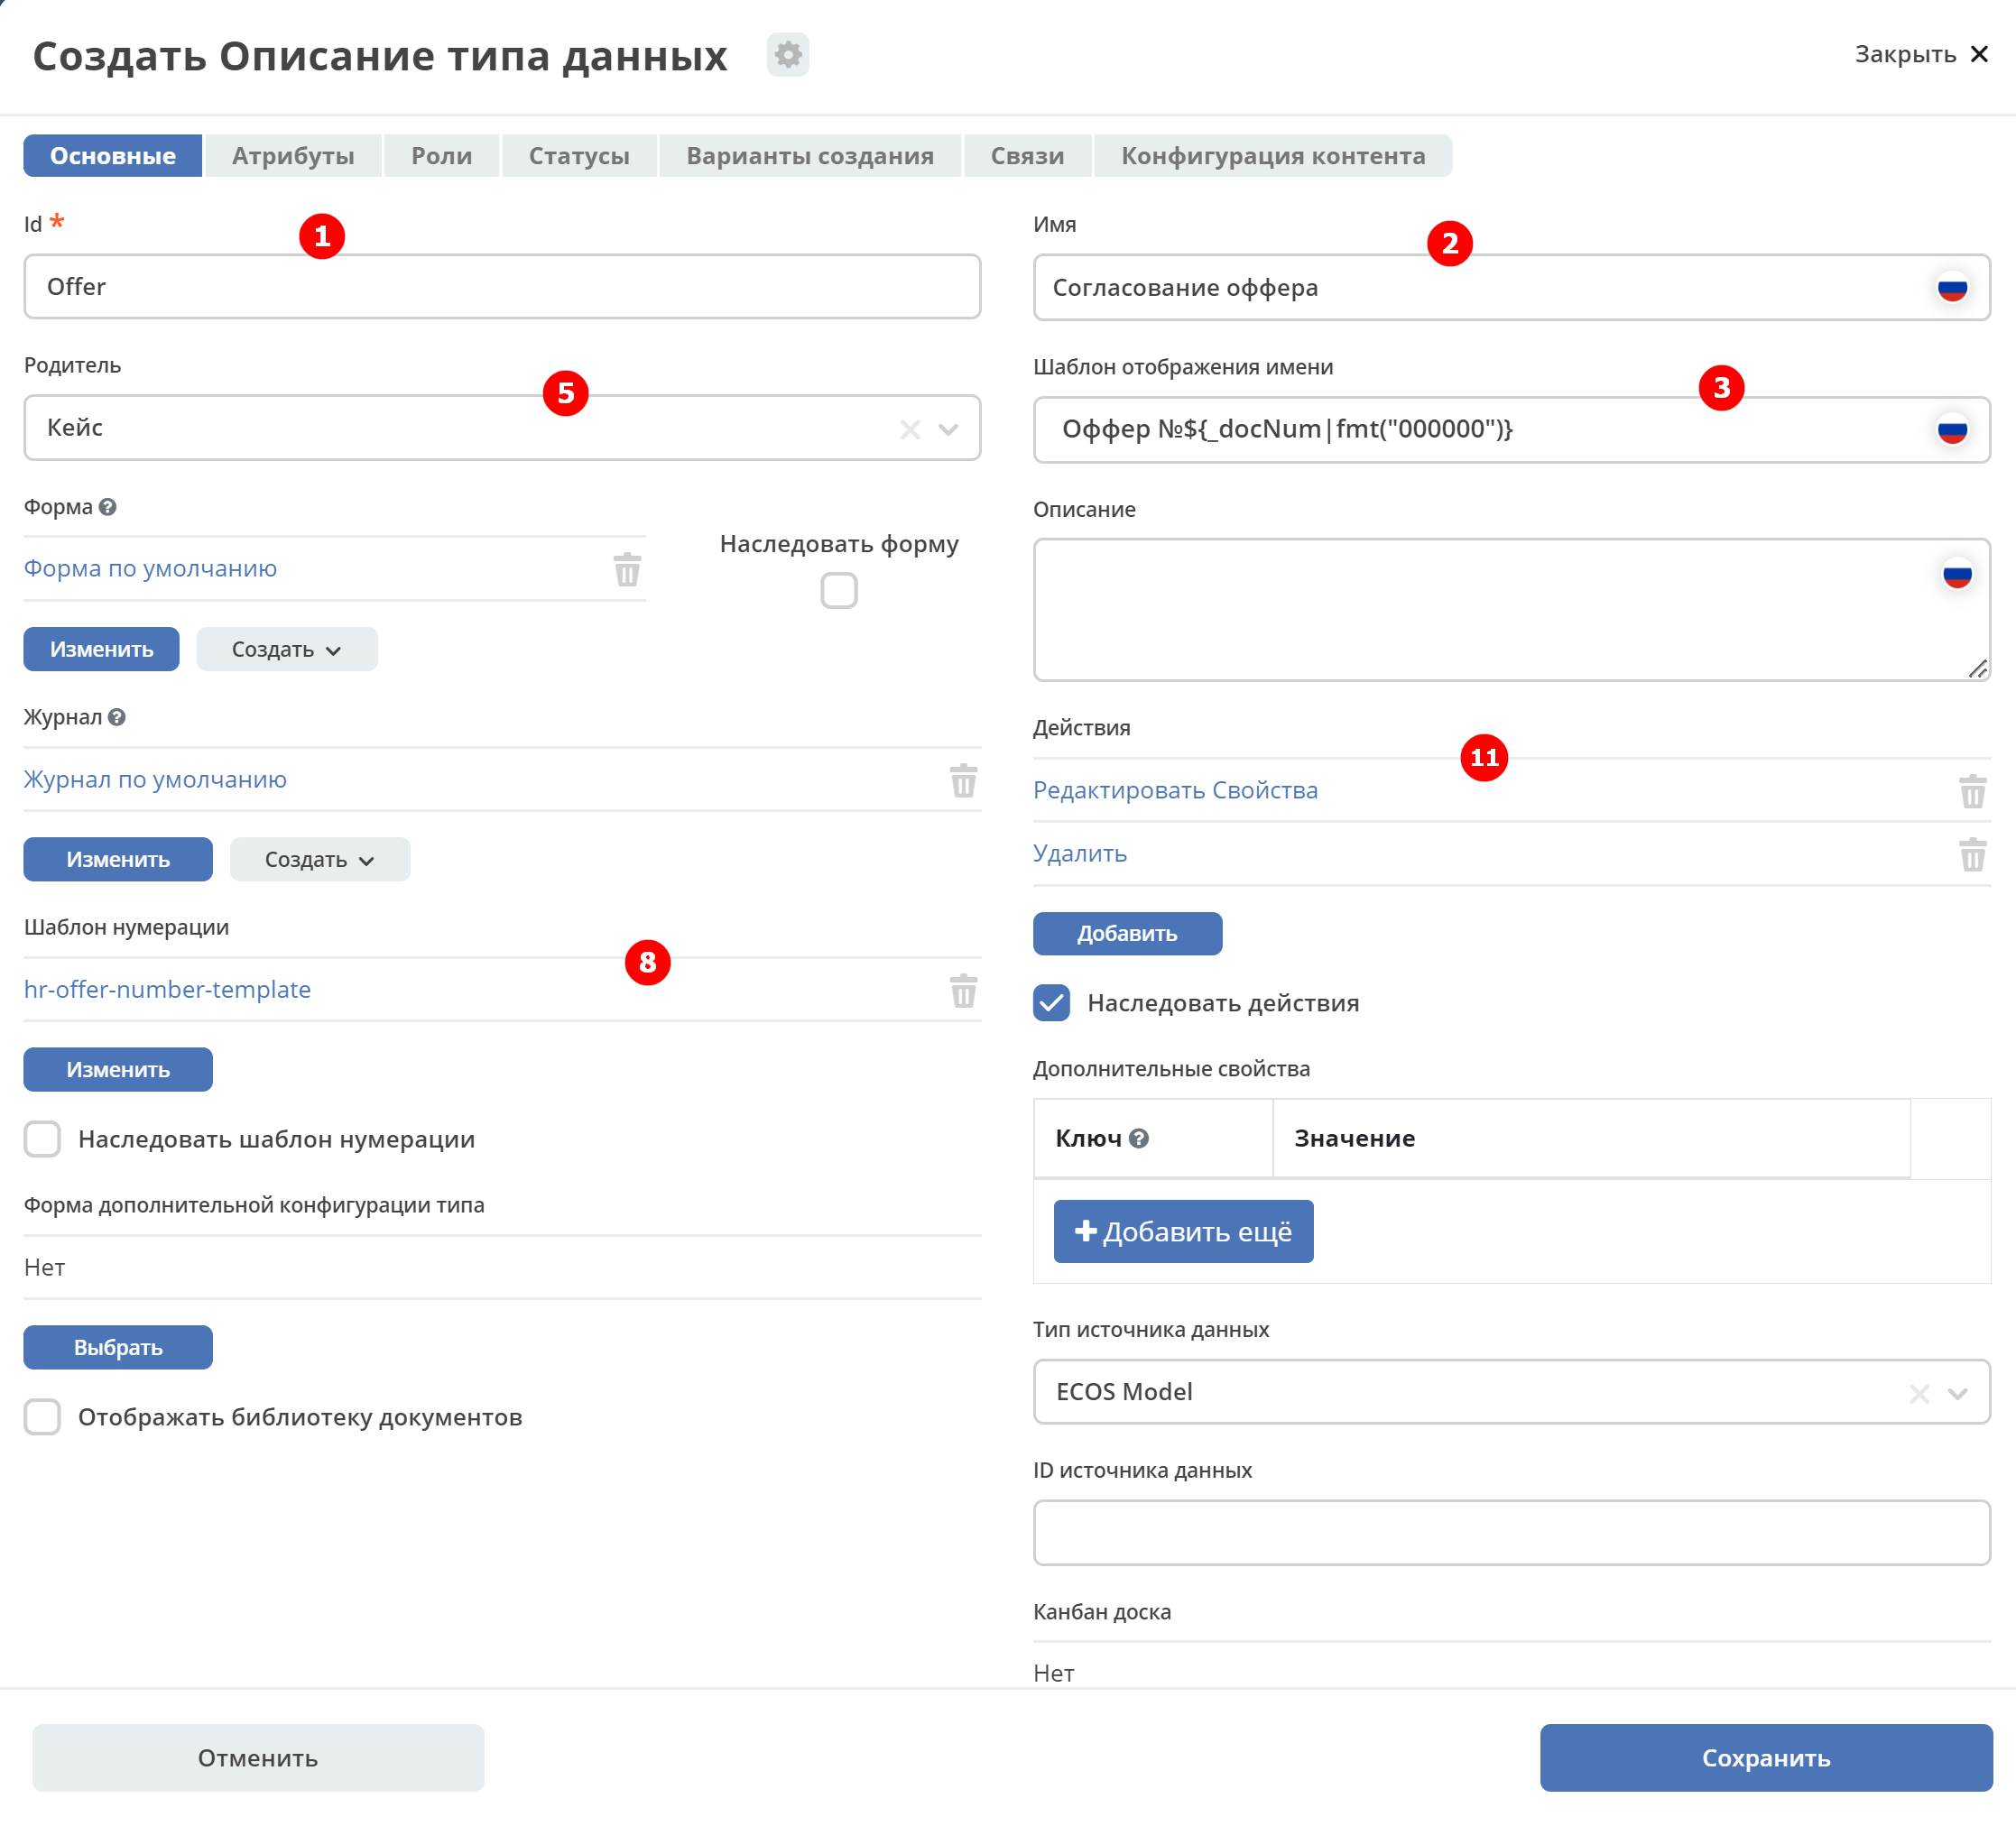 Создать Описание типа данных
Закрыть
Основные Атрибуты Роли Статусы Варианты создания Связи Конфигурация контента
Id *
1
Offer
Родитель
5
Кейс
Форма
Форма по умолчанию
Наследовать форму
Изменить Создать
Журнал
Журнал по умолчанию
Изменить Создать
Шаблон нумерации
8
hr-offer-number-template
Изменить
Наследовать шаблон нумерации
Форма дополнительной конфигурации типа
Нет
Выбрать
Отображать библиотеку документов
Имя
2
Согласование оффера
Шаблон отображения имени
3
Оффер №${_docNum|fmt("000000")}
Описание
Действия
11
Редактировать Свойства
Удалить
Добавить
Наследовать действия
Дополнительные свойства
Ключ Значение
Добавить ещё
Тип источника данных
ECOS Model
ID источника данных
Канбан доска
Нет
Отменить Сохранить